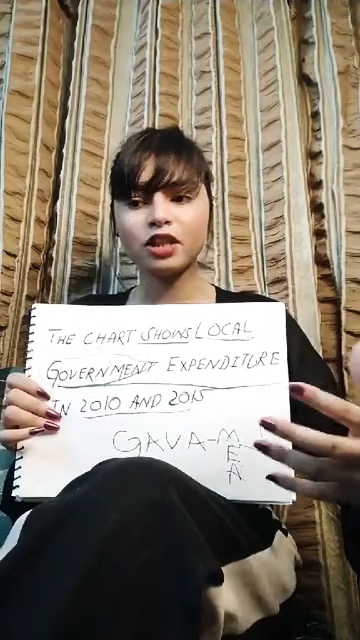 THE CHART SHOWS LOCAL
GOVERNMENT EXPENDITURE
IN 2010 AND 2015
GAVA-MEAN